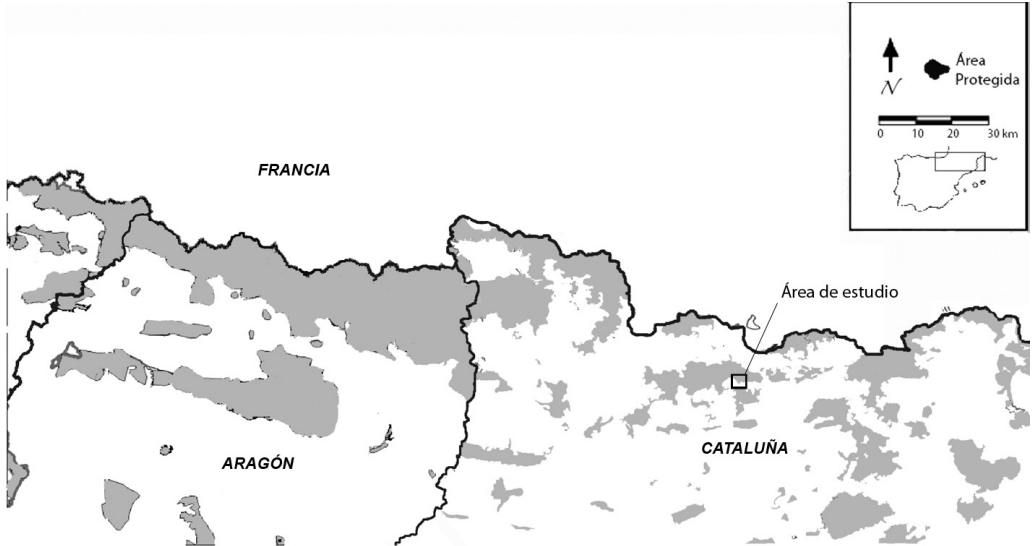 FRANCIA
ARAGÓN
CATALUÑA
Área de estudio
N
Área
Protegida
0 10 20 30 km